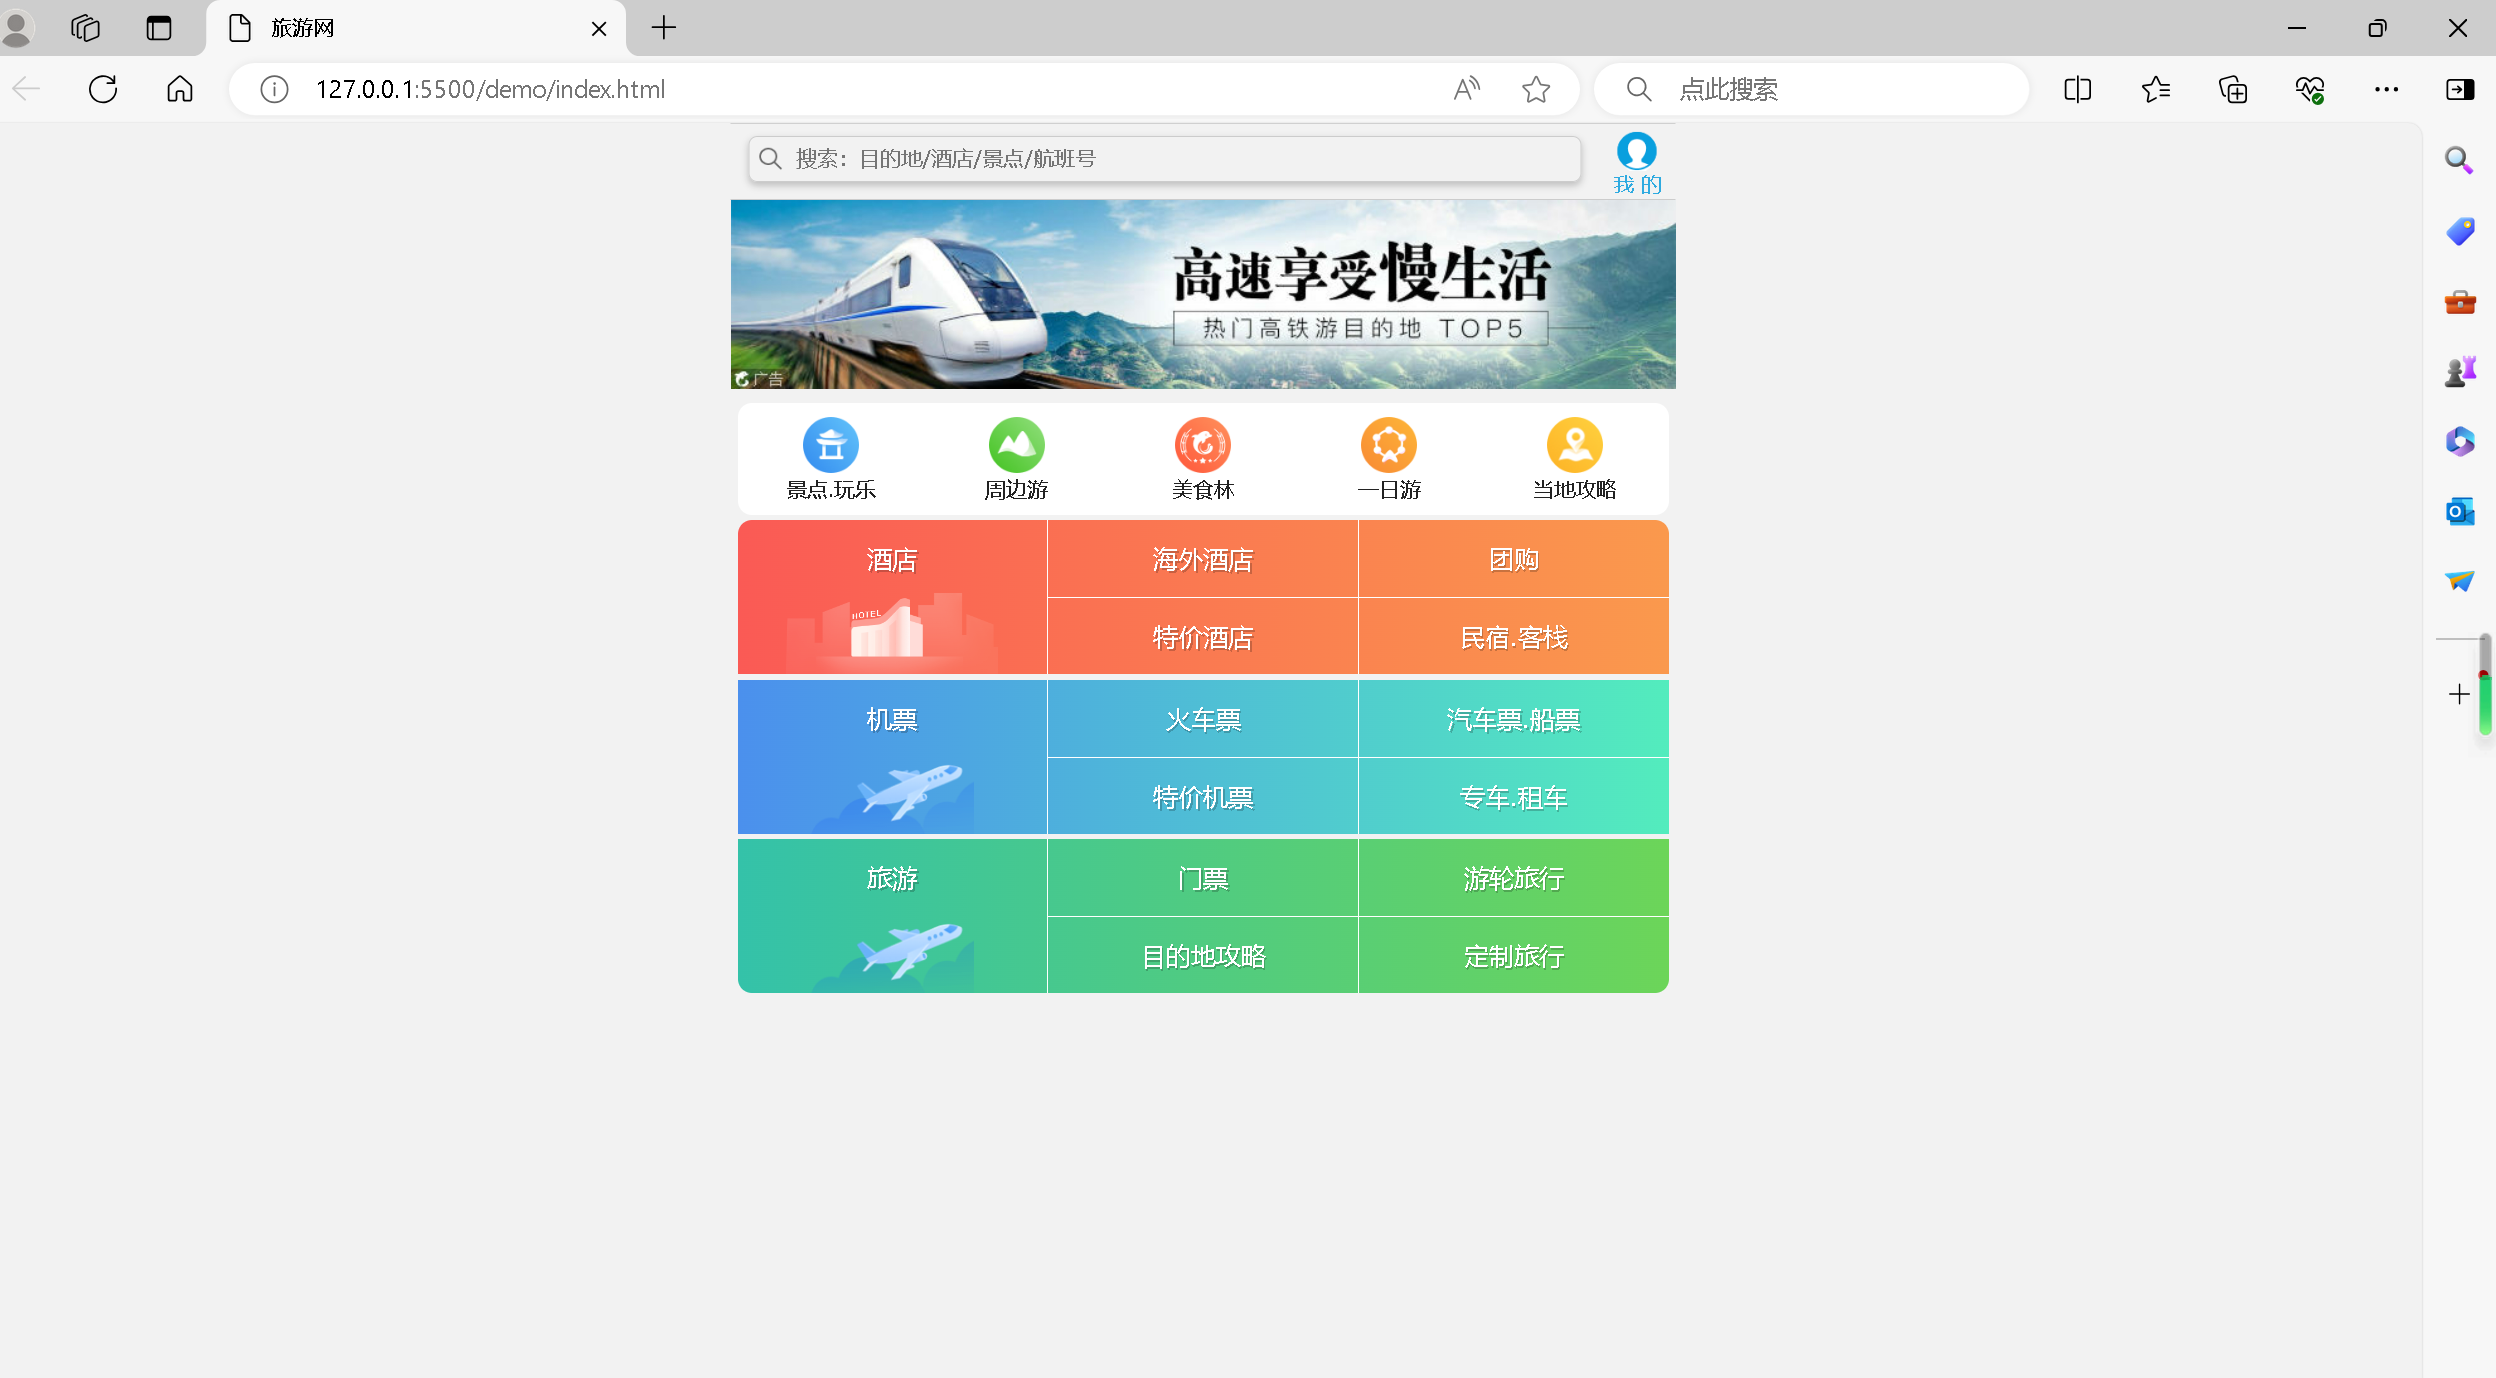 旅游网
127.0.0.1:5500/demo/index.html
点此搜索
搜索：目的地/酒店/景点/航班号
我 的
高速享受慢生活
热门高铁游目的地 TOP5
广告
景点.玩乐
周边游
美食林
一日游
当地攻略
酒店
海外酒店
团购
HOTEL
特价酒店
民宿.客栈
机票
火车票
汽车票.船票
特价机票
专车.租车
旅游
门票
游轮旅行
目的地攻略
定制旅行